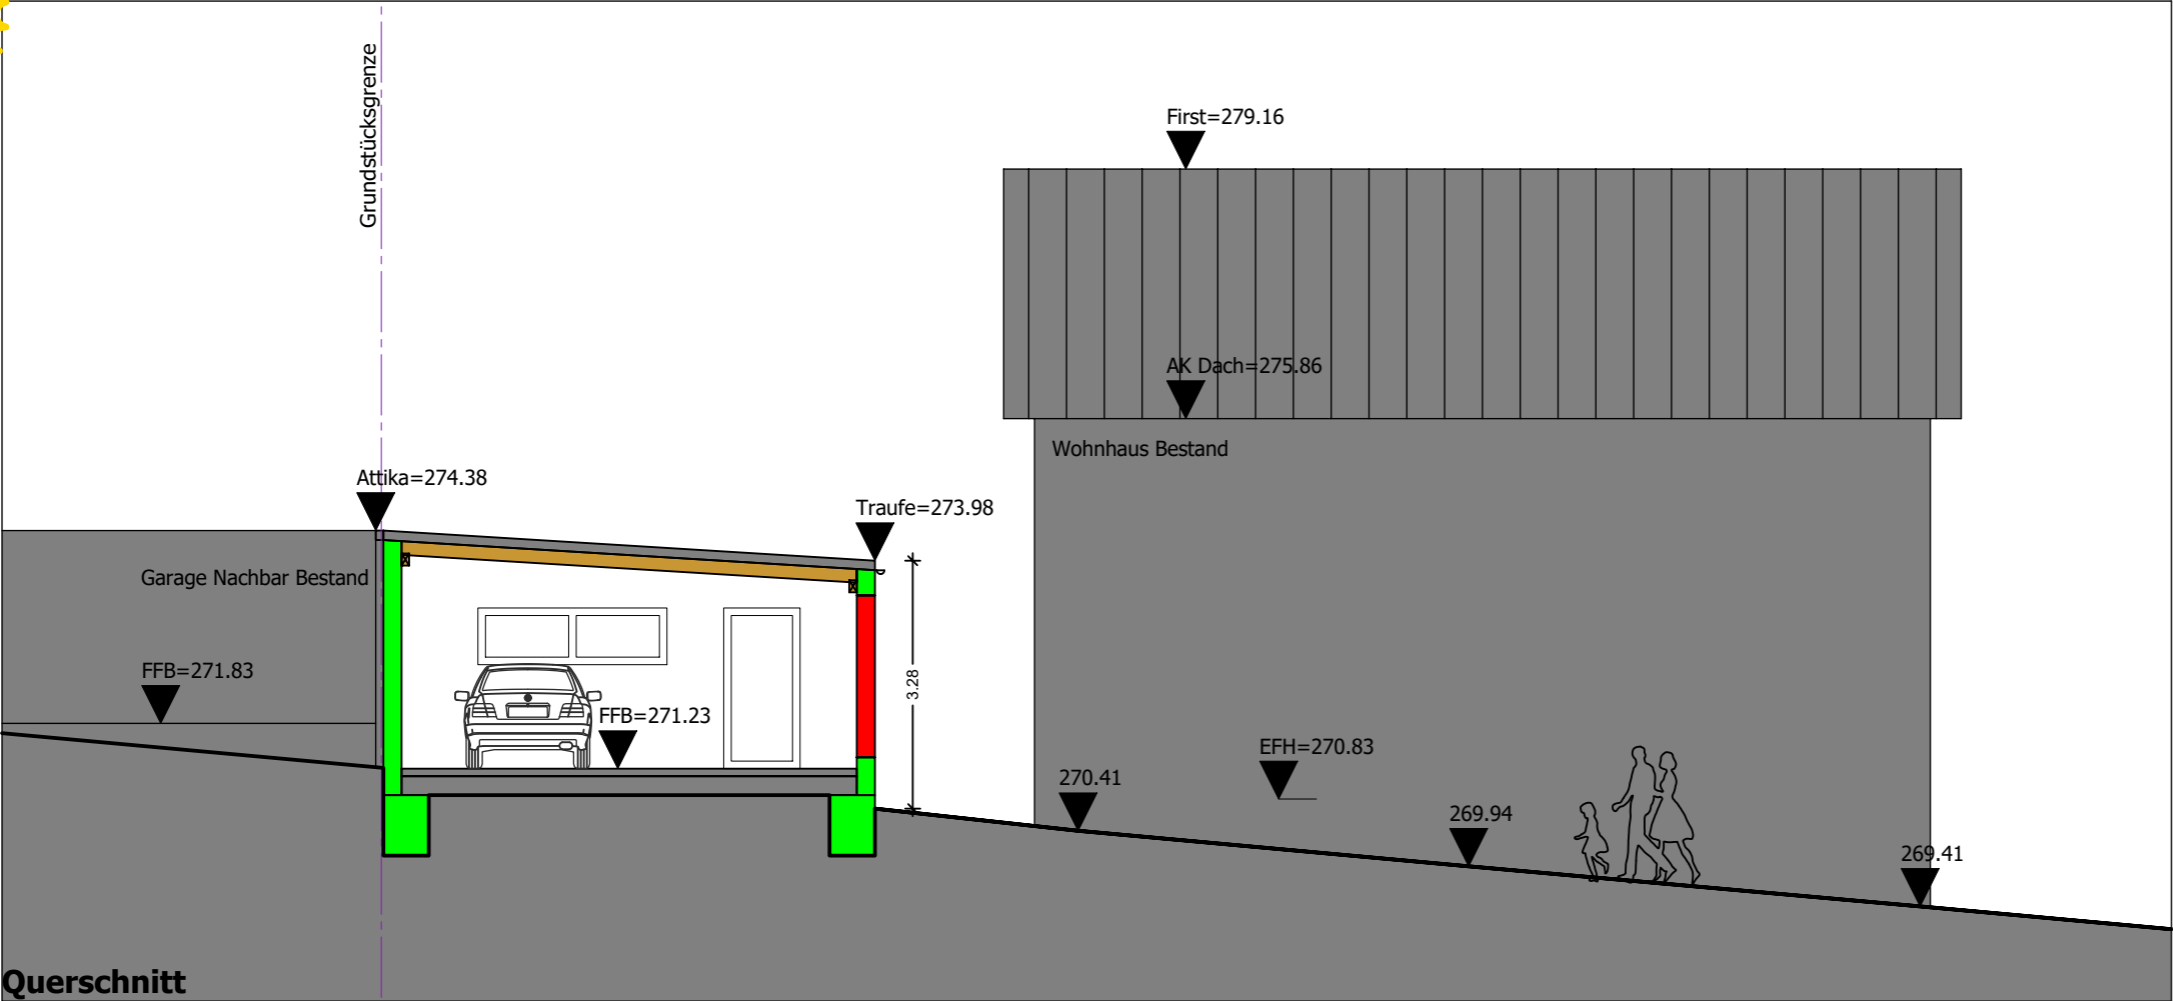 Grundstücksgrenze
First=279.16
AK Dach=275.86
Wohnhaus Bestand
Attika=274.38
Traufe=273.98
Garage Nachbar Bestand
FFB=271.83
3.28
FFB=271.23
EFH=270.83
270.41
269.94
269.41
Querschnitt